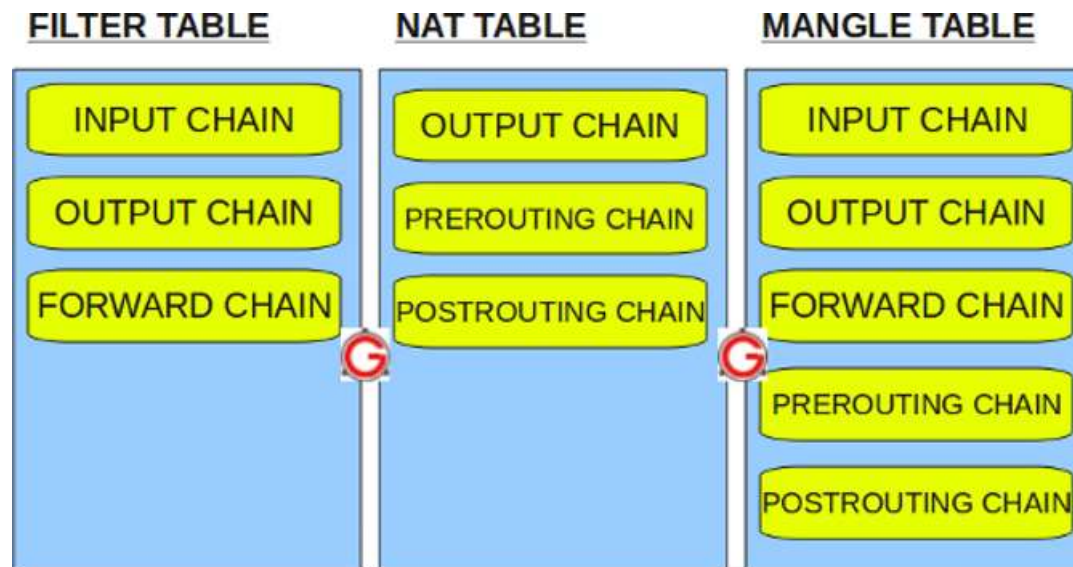 FILTER TABLE
INPUT CHAIN
OUTPUT CHAIN
FORWARD CHAIN
NAT TABLE
OUTPUT CHAIN
PREROUTING CHAIN
POSTROUTING CHAIN
MANGLE TABLE
INPUT CHAIN
OUTPUT CHAIN
FORWARD CHAIN
PREROUTING CHAIN
POSTROUTING CHAIN
G
G